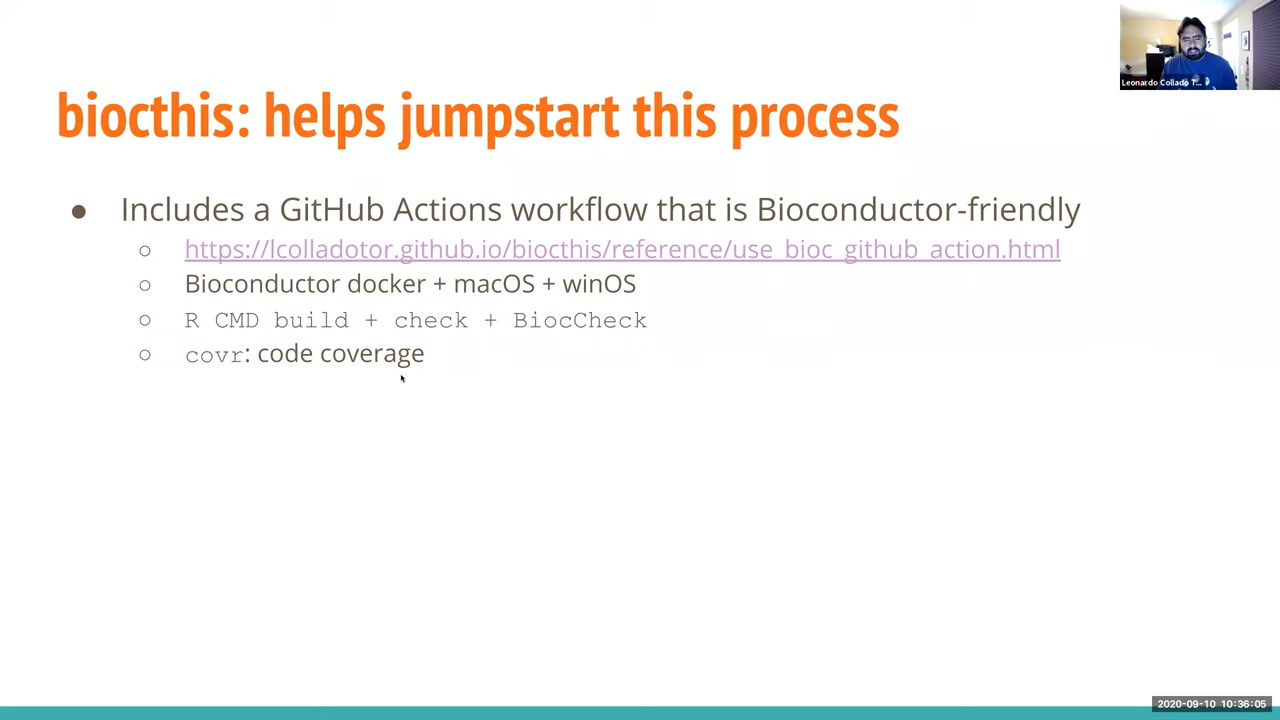 Leonardo Collado T...
biocthis: helps jumpstart this process
● Includes a GitHub Actions workflow that is Bioconductor-friendly
○ https://lcolladotor.github.io/biocthis/reference/use_bioc_github_action.html
○ Bioconductor docker + macOS + winOS
○ R CMD build + check + BiocCheck
○ covr: code coverage
2020-09-10 10:36:05